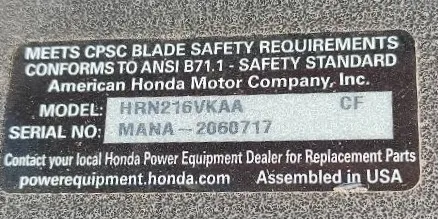 MEETS CPSC BLADE SAFETY REQUIREMENTS
CONFORMS TO ANSI B71.1 - SAFETY STANDARD
American Honda Motor Company, Inc.
MODEL: HRN216VKAA CF
SERIAL NO: MANA-2060717
Contact your local Honda Power Equipment Dealer for Replacement Parts
powerequipment.honda.com Assembled in USA